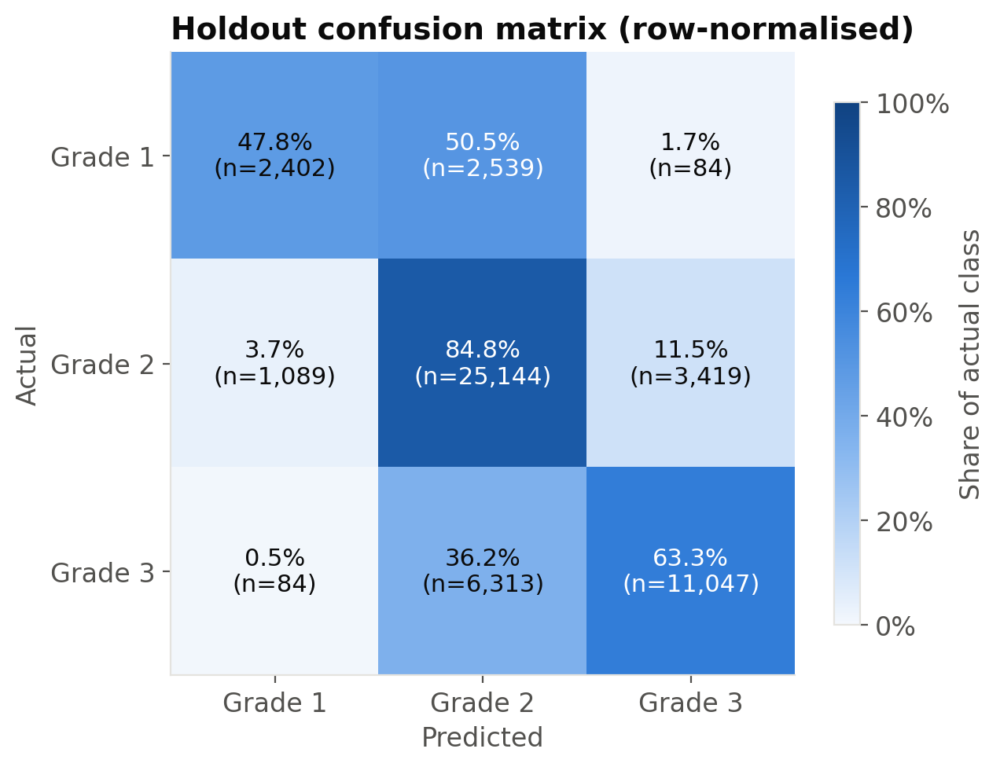 Holdout confusion matrix (row-normalised)
Grade 1
47.8%
(n=2,402)
50.5%
(n=2,539)
1.7%
(n=84)
Grade 2
3.7%
(n=1,089)
84.8%
(n=25,144)
11.5%
(n=3,419)
Grade 3
0.5%
(n=84)
36.2%
(n=6,313)
63.3%
(n=11,047)
Actual
Grade 1
Grade 2
Grade 3
Predicted
100%
80%
60%
40%
20%
0%
Share of actual class